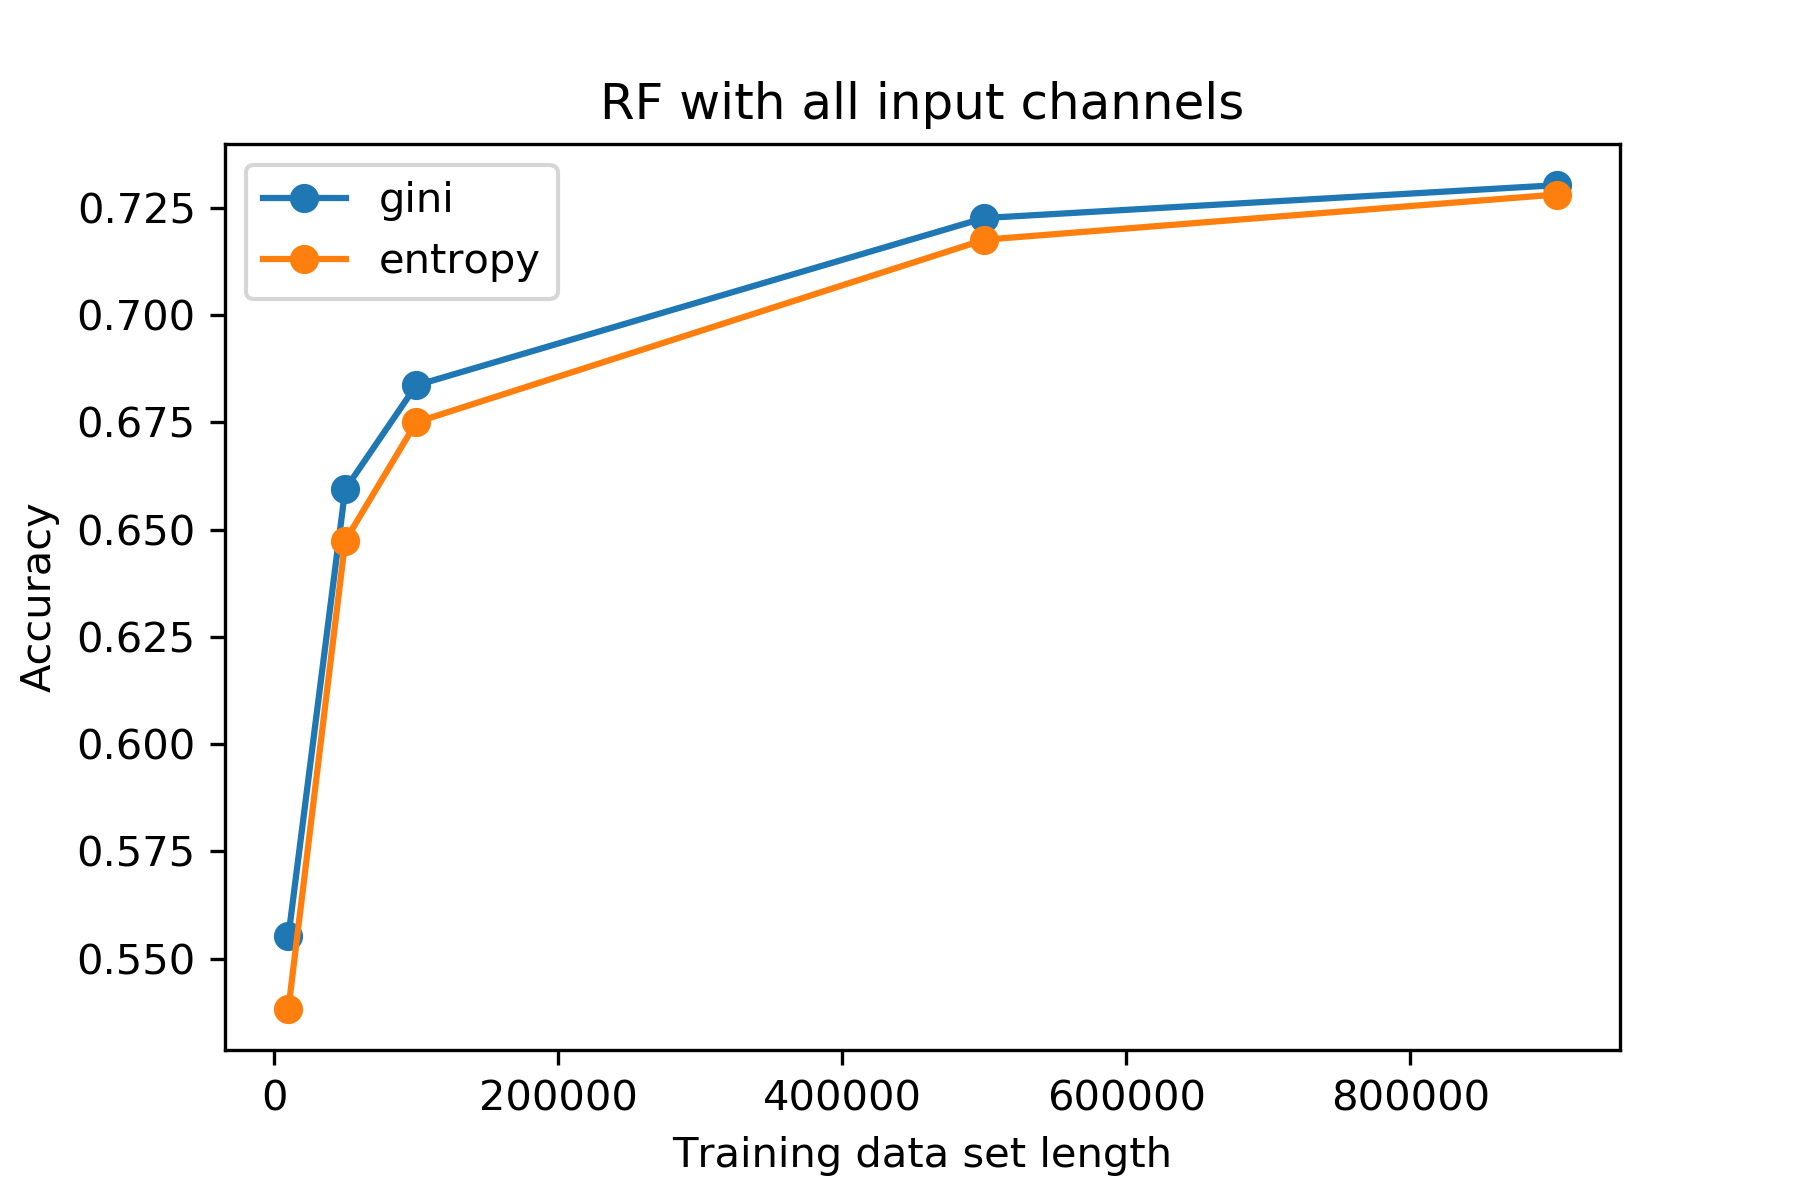 RF with all input channels
gini
entropy
0.725
0.700
0.675
0.650
0.625
0.600
0.575
0.550
Accuracy
0 200000 400000 600000 800000
Training data set length